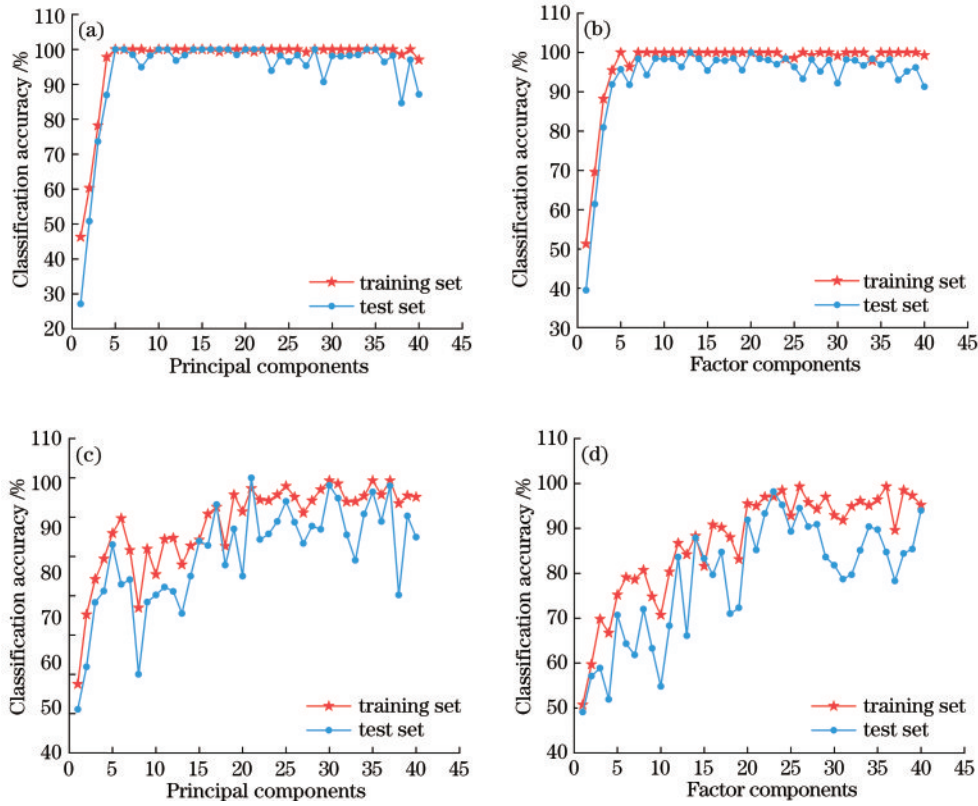 (a)
110
100
90
80
70
60
50
40
30
20
Classification accuracy /%
training set
test set
0 5 10 15 20 25 30 35 40 45
Principal components
(b)
110
100
90
80
70
60
50
40
30
Classification accuracy /%
training set
test set
0 5 10 15 20 25 30 35 40 45
Factor components
(c)
110
100
90
80
70
60
50
40
Classification accuracy /%
training set
test set
0 5 10 15 20 25 30 35 40 45
Principal components
(d)
110
100
90
80
70
60
50
40
Classification accuracy /%
training set
test set
0 5 10 15 20 25 30 35 40 45
Factor components